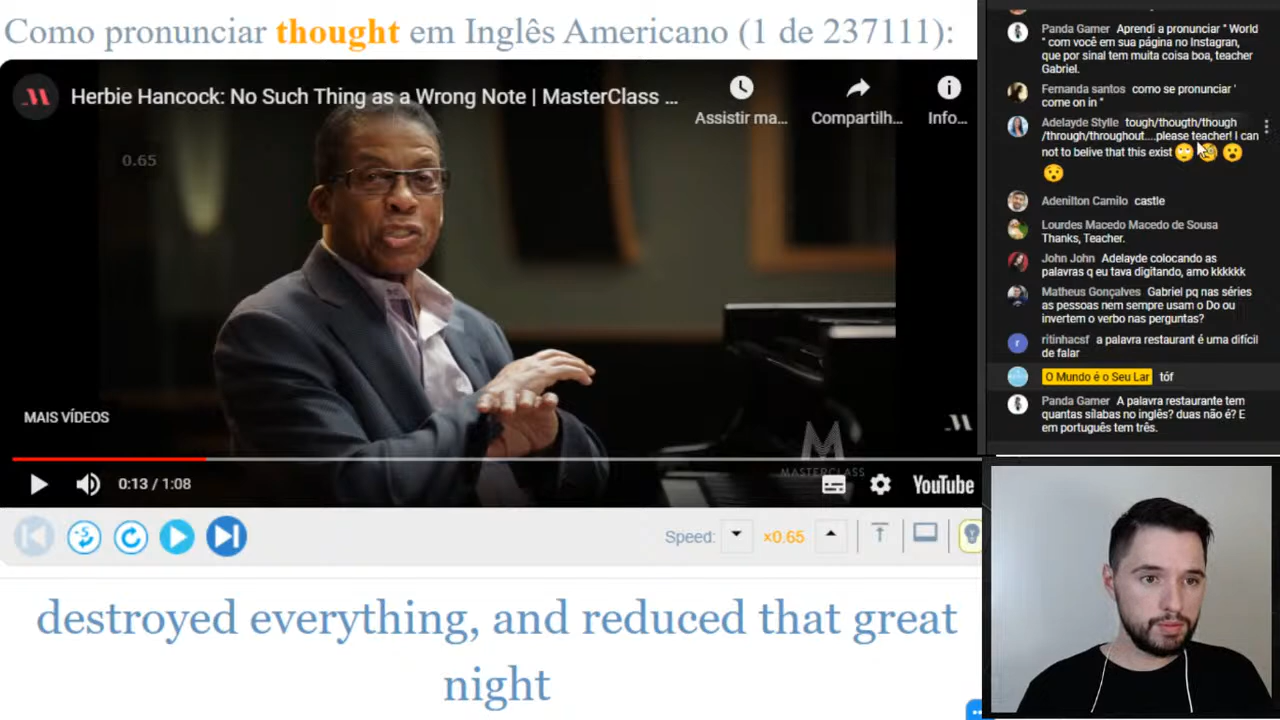 Como pronunciar thought em Inglês Americano (1 de 237111):
Herbie Hancock: No Such Thing as a Wrong Note | MasterClass ...
Assistir ma...
Compartilh...
Info...
0.65
MAIS VÍDEOS
MASTERCLASS
0:13 / 1:08
YouTube
Speed:
×0.65
destroyed everything, and reduced that great
night
Panda Gamer Aprendi a pronunciar " World
" com você em sua página no Instagran,
que por sinal tem muita coisa boa, teacher
Gabriel.
Fernanda santos como se pronunciar '
come on in "
Adelayde Stylle tough/thougth/though
/through/throughout....please teacher! I can
not to belive that this exist 🙄 🧐 😮
😯
Adenilton Camilo castle
Lourdes Macedo Macedo de Sousa
Thanks, Teacher.
John John Adelayde colocando as
palavras q eu tava digitando, amo kkkkkk
Matheus Gonçalves Gabriel pq nas séries
as pessoas nem sempre usam o Do ou
invertem o verbo nas perguntas?
r
ritinhacsf a palavra restaurant é uma difícil
de falar
O Mundo é o Seu Lar tóf
Panda Gamer A palavra restaurante tem
quantas sílabas no inglês? duas não é? E
em português tem três.